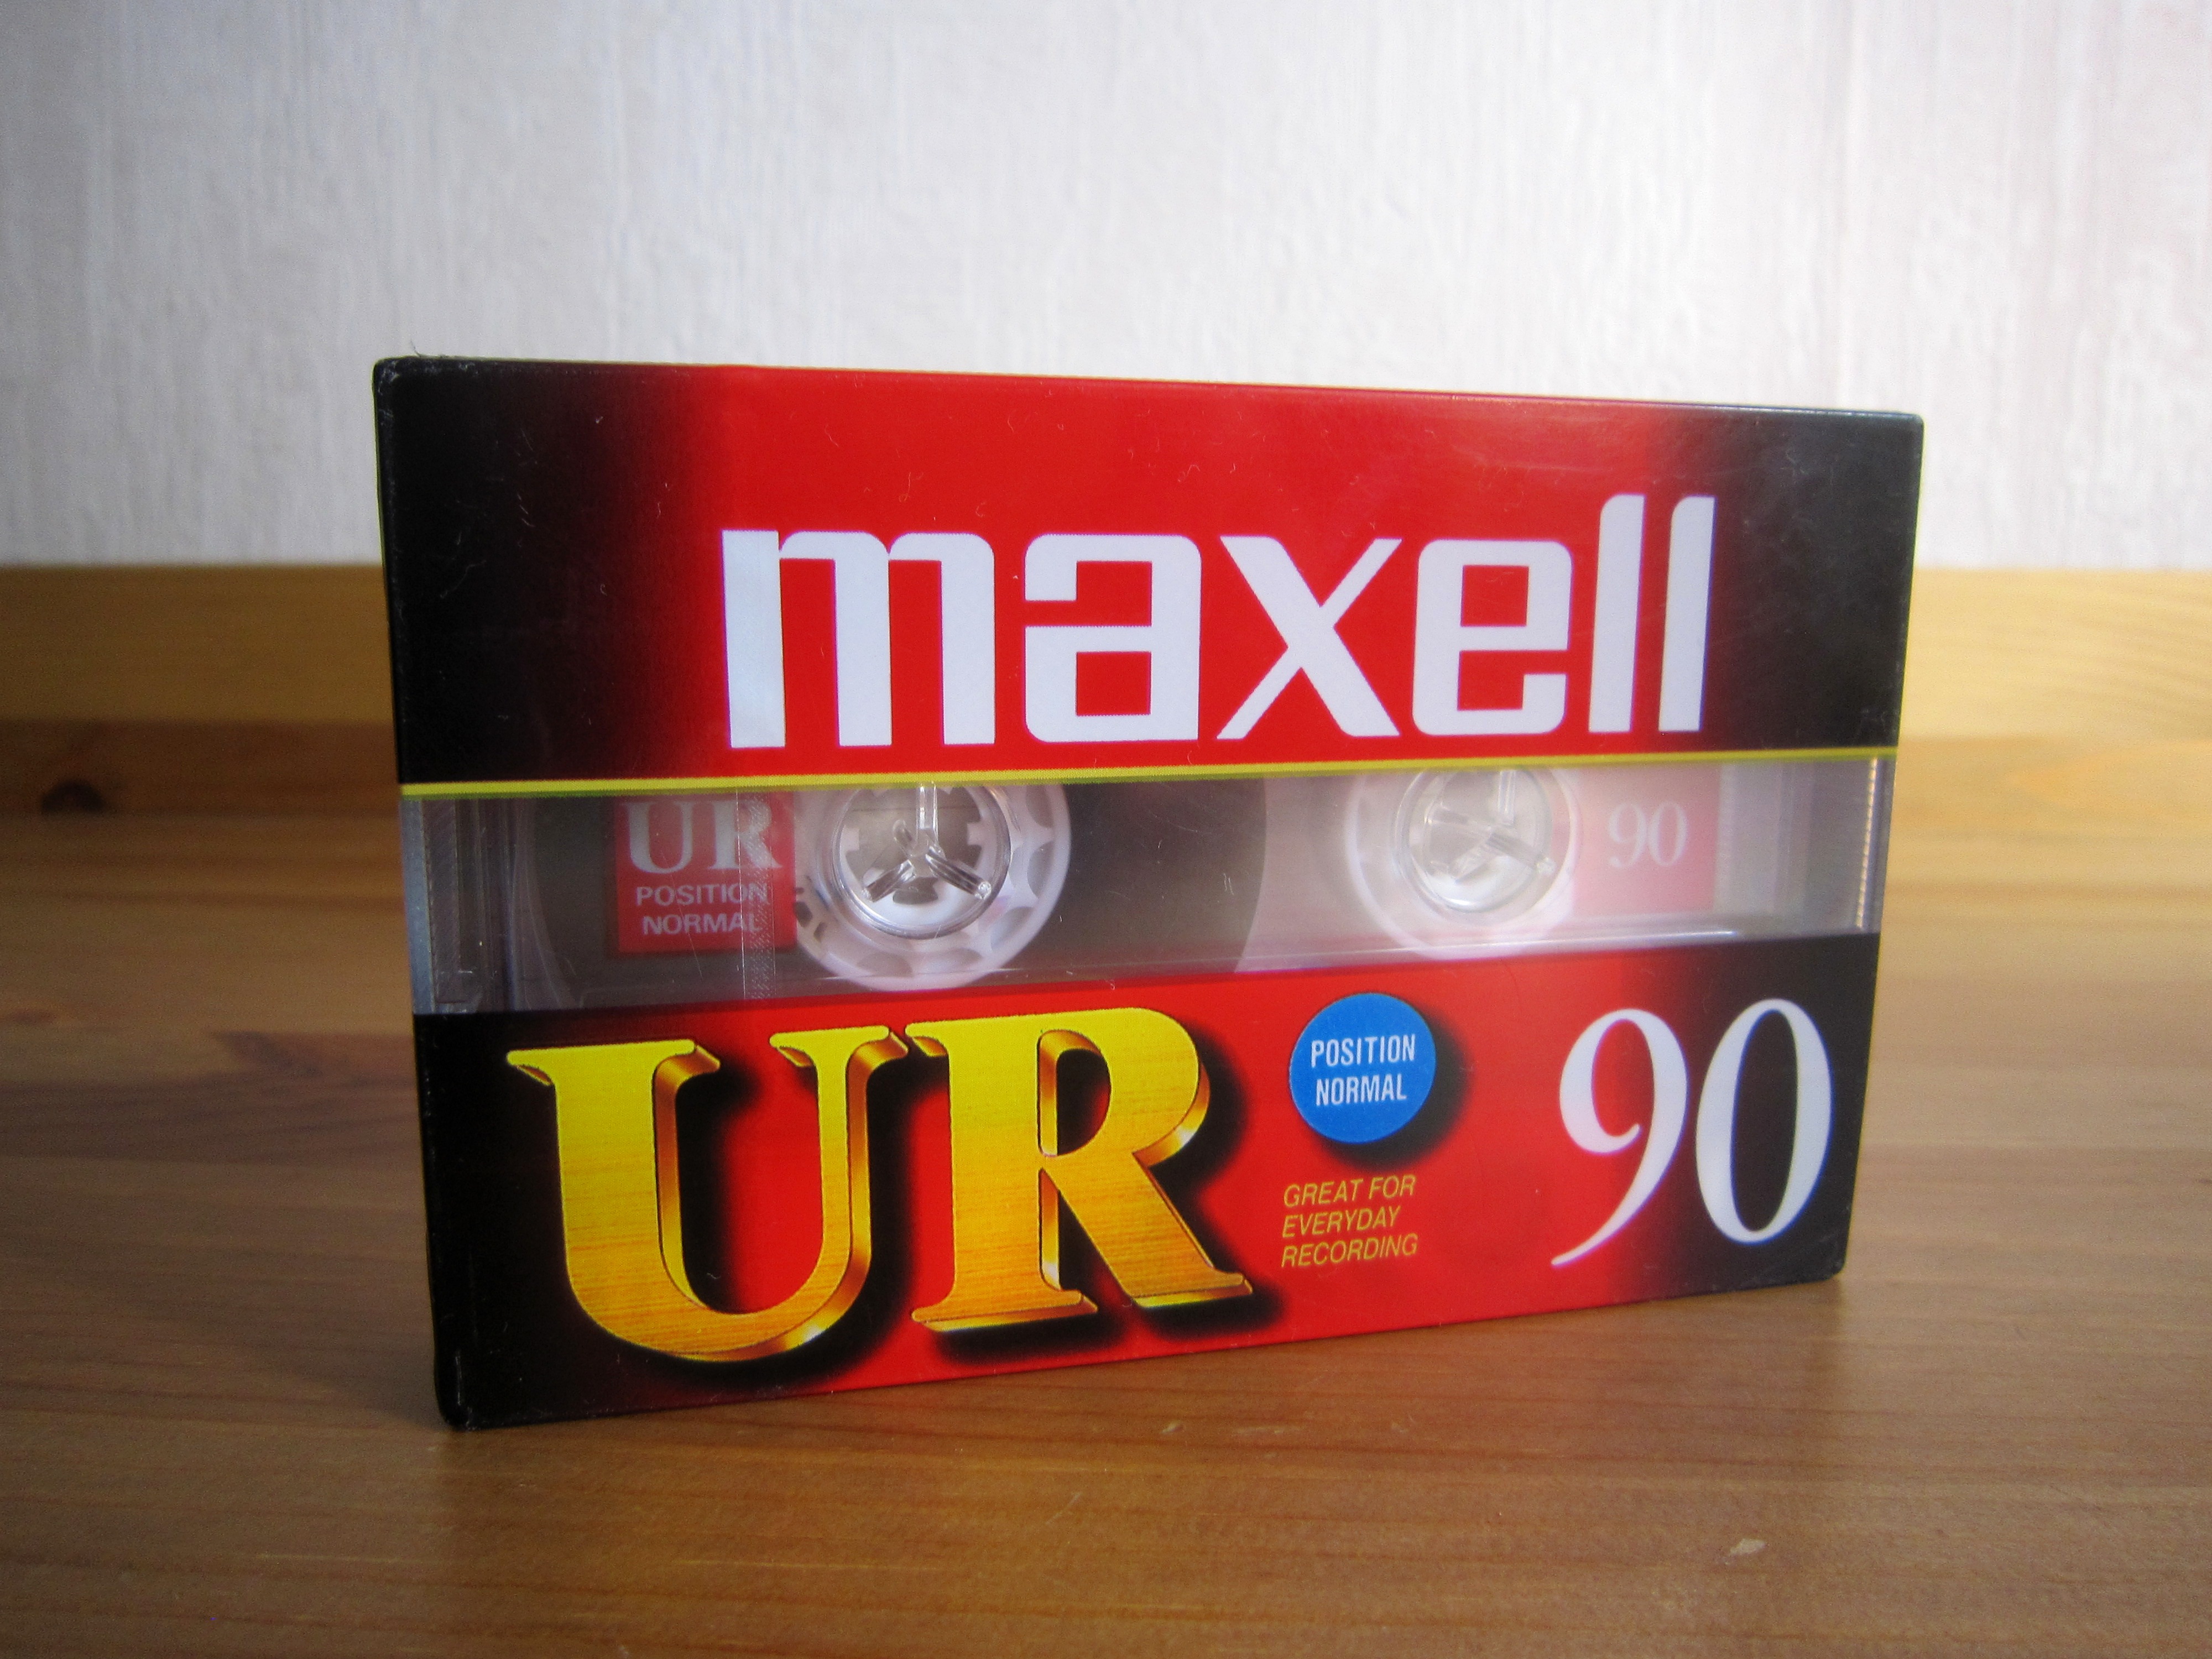 maxell
UR
POSITION
NORMAL
90
UR
POSITION
NORMAL
GREAT FOR
EVERYDAY
RECORDING
90